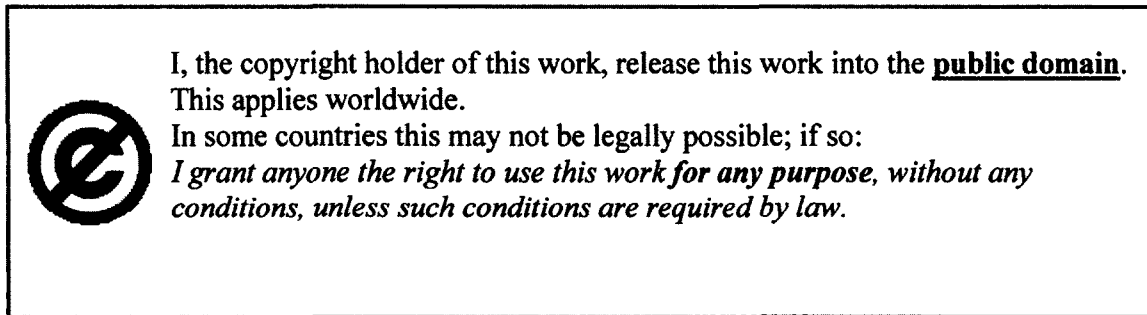 I, the copyright holder of this work, release this work into the public domain.
This applies worldwide.
In some countries this may not be legally possible; if so:
I grant anyone the right to use this work for any purpose, without any
conditions, unless such conditions are required by law.